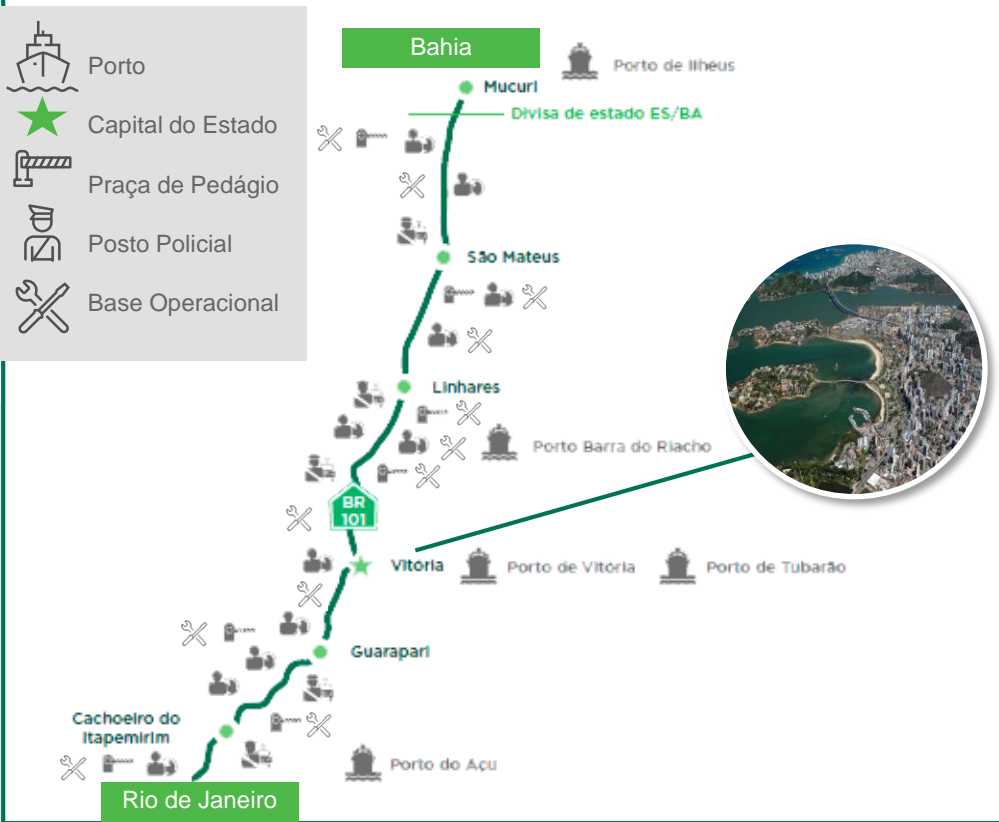 Porto
Capital do Estado
Praça de Pedágio
Posto Policial
Base Operacional
Bahia
Porto de Ilheus
Mucuri
Divisa de estado ES/BA
São Mateus
Linhares
Porto Barra do Riacho
BR
101
Vitória
Porto de Vitória
Porto de Tubarão
Guarapari
Cachoeiro do
Itapemirim
Porto do Açu
Rio de Janeiro